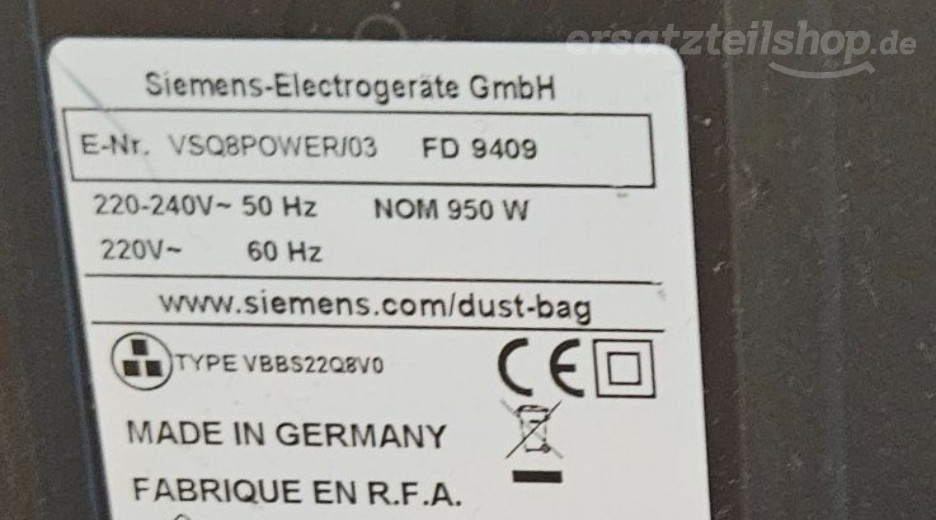 ersatzteilshop.de
Siemens-Electrogeräte GmbH
E-Nr. VSQ8POWER/03 FD 9409
220-240V~ 50 Hz NOM 950 W
220V~ 60 Hz
www.siemens.com/dust-bag
TYPE VBBS22Q8V0
CE
MADE IN GERMANY
FABRIQUE EN R.F.A.